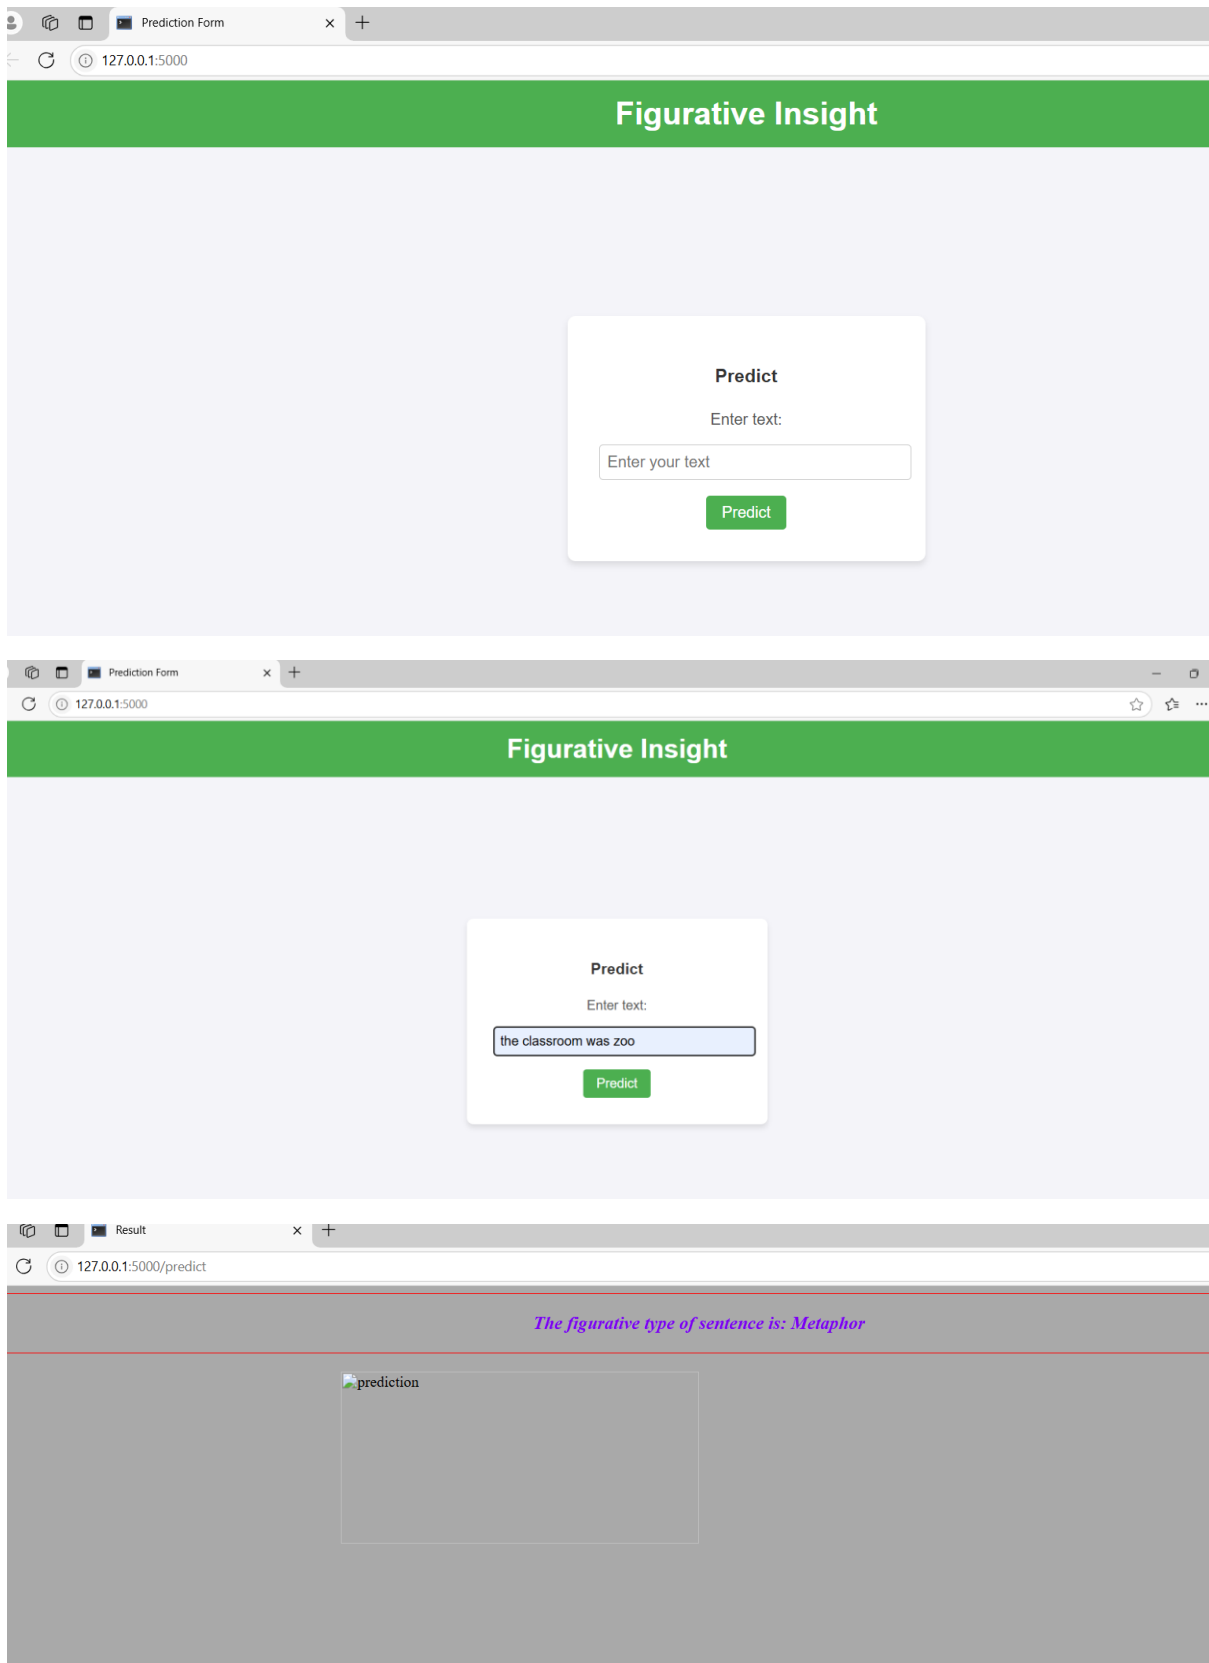 Prediction Form
127.0.0.1:5000
Figurative Insight
Predict
Enter text:
Enter your text
Predict
Prediction Form
127.0.0.1:5000
Figurative Insight
Predict
Enter text:
the classroom was zoo
Predict
Result
127.0.0.1:5000/predict
The figurative type of sentence is: Metaphor
prediction